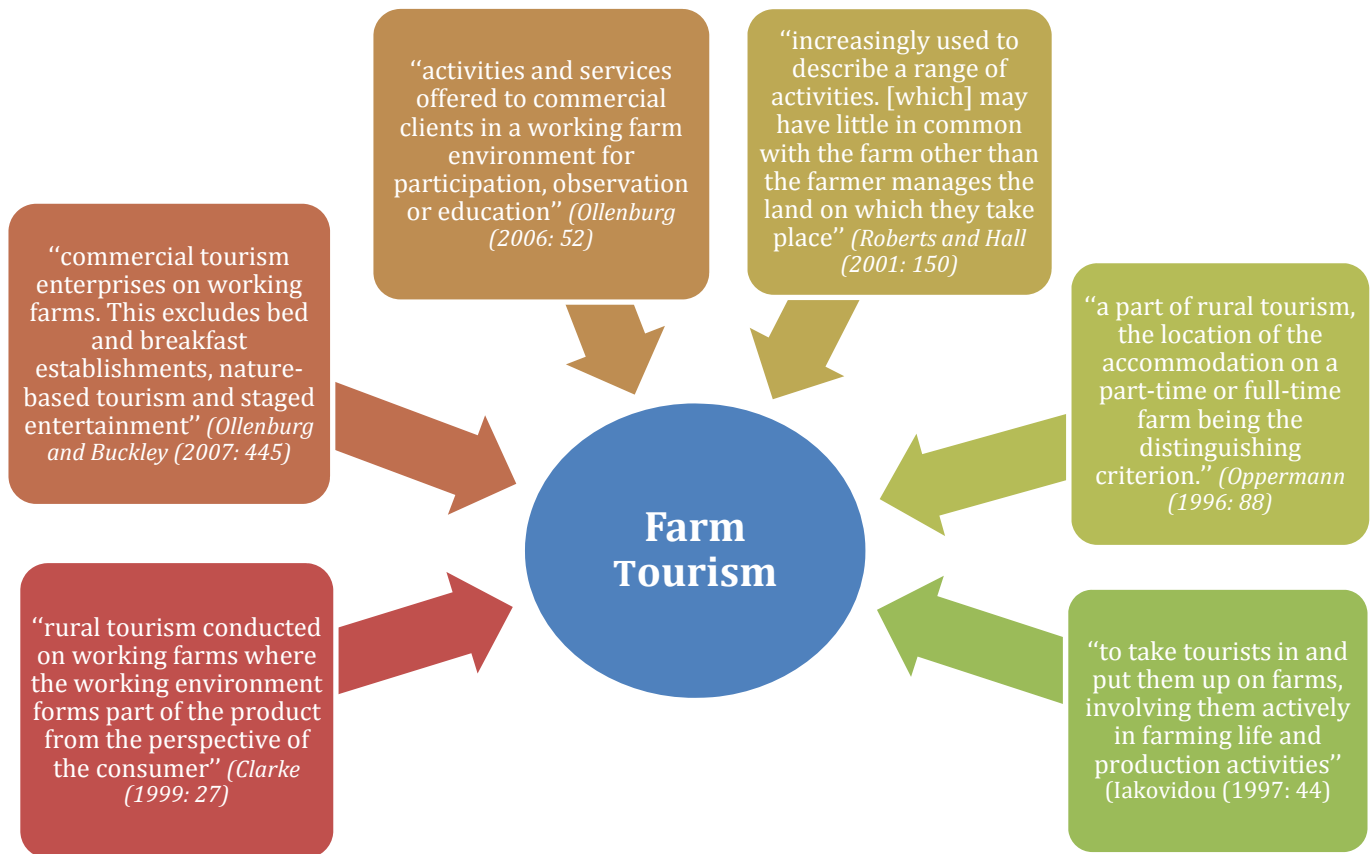 ‘‘activities and services
offered to commercial
clients in a working farm
environment for
participation, observation
or education’’ (Ollenburg
(2006: 52)
‘‘increasingly used to
describe a range of
activities. [which] may
have little in common
with the farm other than
the farmer manages the
land on which they take
place’’ (Roberts and Hall
(2001: 150)
‘‘commercial tourism
enterprises on working
farms. This excludes bed
and breakfast
establishments, nature-
based tourism and staged
entertainment’’ (Ollenburg
and Buckley (2007: 445)
‘‘a part of rural tourism,
the location of the
accommodation on a
part-time or full-time
farm being the
distinguishing
criterion.’’ (Oppermann
(1996: 88)
Farm
Tourism
‘‘rural tourism conducted
on working farms where
the working environment
forms part of the product
from the perspective of
the consumer’’ (Clarke
(1999: 27)
‘‘to take tourists in and
put them up on farms,
involving them actively
in farming life and
production activities’’
(Iakovidou (1997: 44)